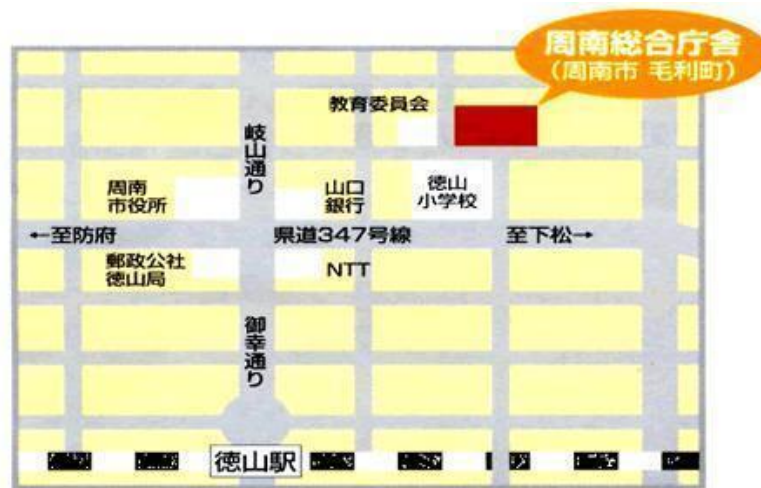 周南総合庁舎
(周南市 毛利町)
教育委員会
岐山通り
周南
市役所
山口
銀行
徳山
小学校
←至防府
県道347号線
至下松→
郵政公社
徳山局
NTT
御幸通り
徳山駅